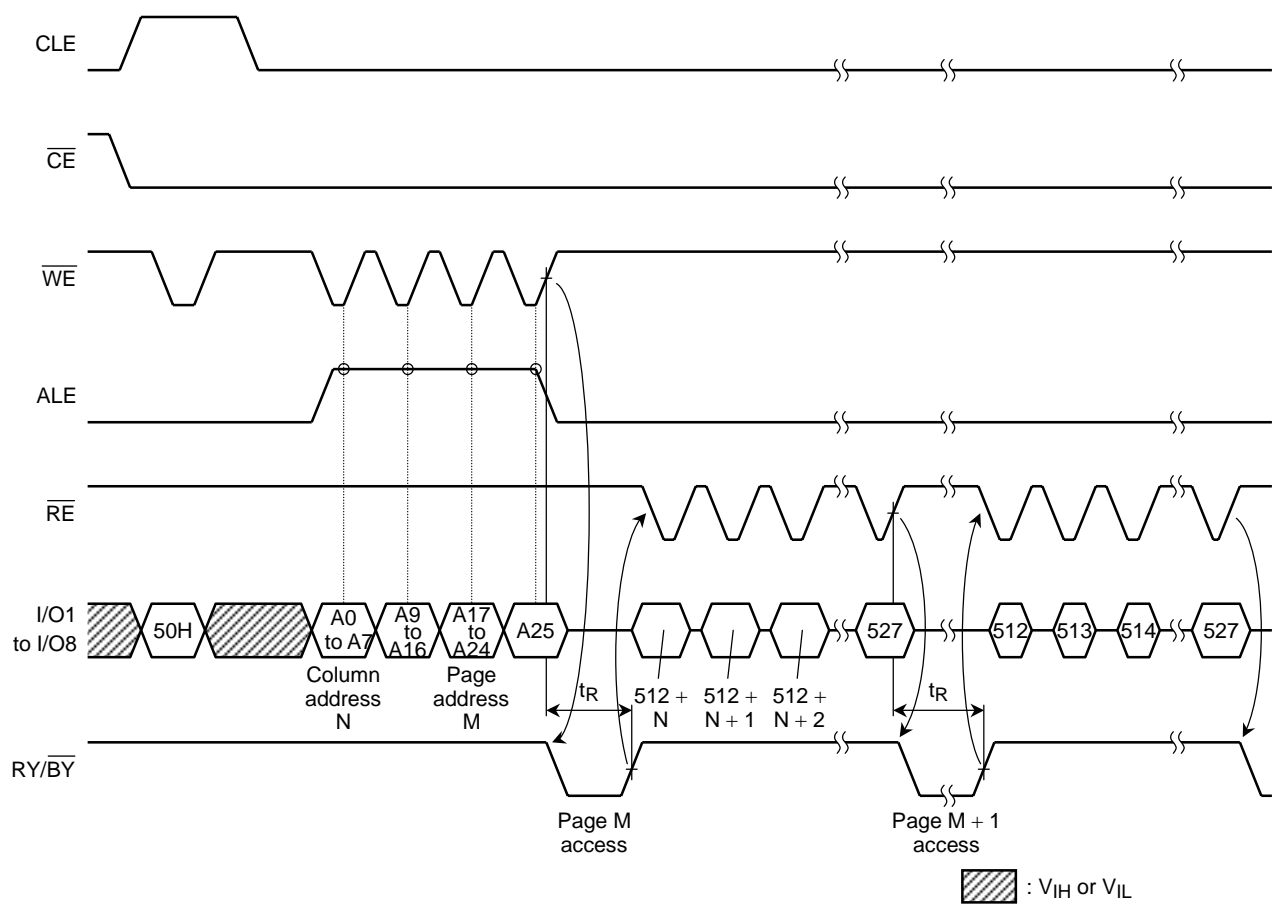 CLE
CE
WE
ALE
RE
I/O1
to I/O8
50H
A0
to A7
A9
to
A16
A17
to
A24
A25
527
512
513
514
527
Column
address
N
Page
address
M
tR
512 +
N
512 +
N + 1
512 +
N + 2
tR
RY/BY
Page M
access
Page M + 1
access
: VIH or VIL